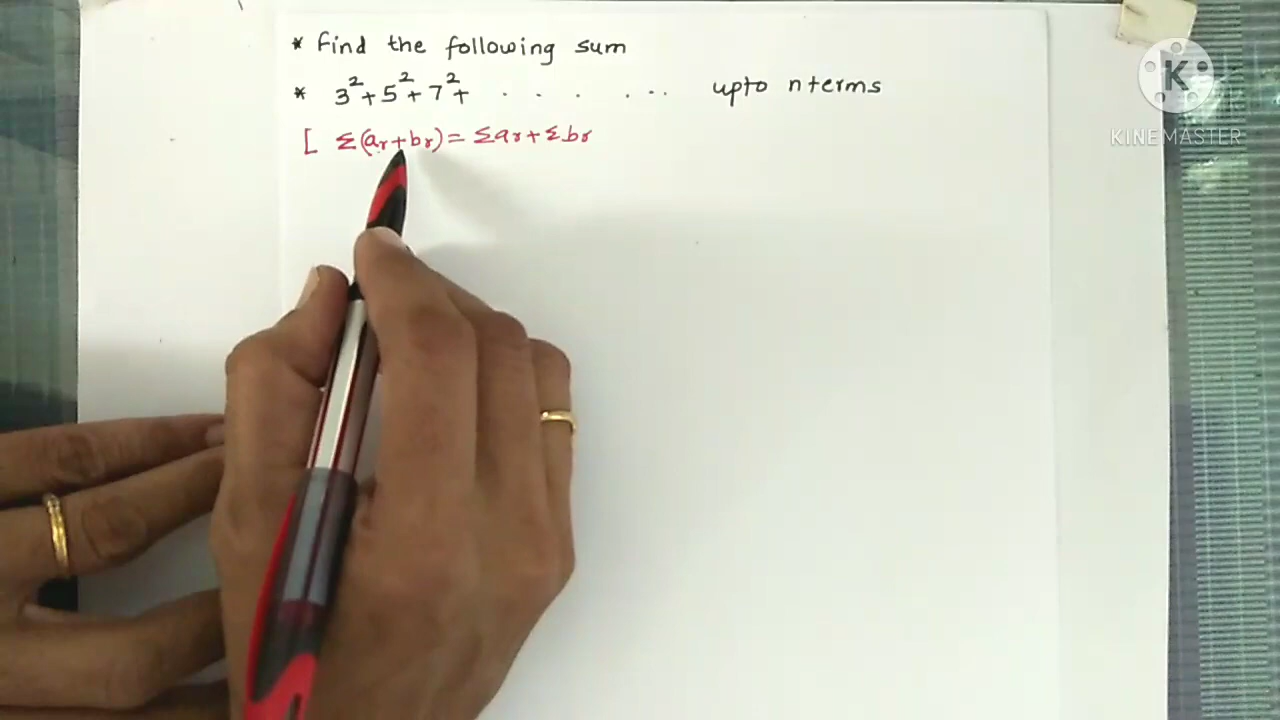 * Find the following sum
* 3²+5²+7²+ . . . . . . upto n terms
[ Σ(aᵣ+bᵣ)=Σaᵣ+Σbᵣ
K
KINEMASTER